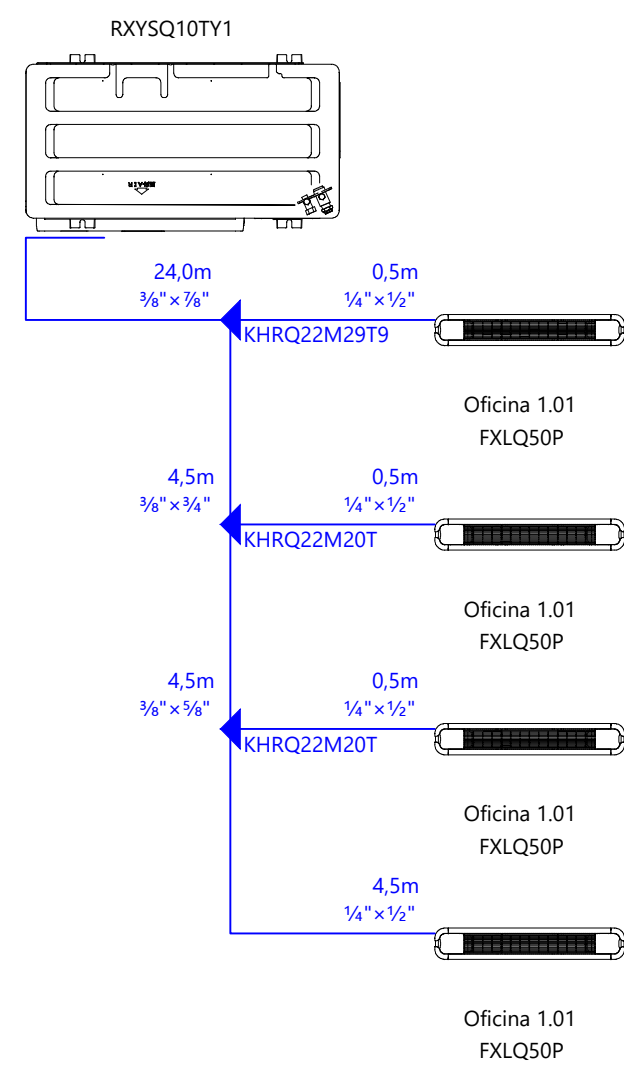 RXYSQ10TY1
24,0m
⅜"×⅞"
0,5m
¼"×½"
KHRQ22M29T9
Oficina 1.01
FXLQ50P
4,5m
⅜"×¾"
0,5m
¼"×½"
KHRQ22M20T
Oficina 1.01
FXLQ50P
4,5m
⅜"×⅝"
0,5m
¼"×½"
KHRQ22M20T
Oficina 1.01
FXLQ50P
4,5m
¼"×½"
Oficina 1.01
FXLQ50P